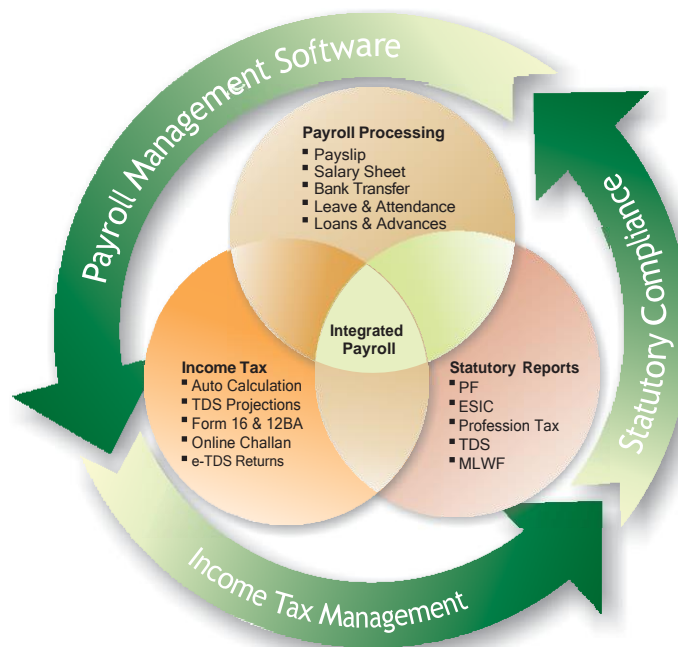 Payroll Management Software
Payroll Processing
▪ Payslip
▪ Salary Sheet
▪ Bank Transfer
▪ Leave & Attendance
▪ Loans & Advances
Integrated
Payroll
Income Tax
▪ Auto Calculation
▪ TDS Projections
▪ Form 16 & 12BA
▪ Online Challan
▪ e-TDS Returns
Statutory Reports
▪ PF
▪ ESIC
▪ Profession Tax
▪ TDS
▪ MLWF
Statutory Compliance
Income Tax Management